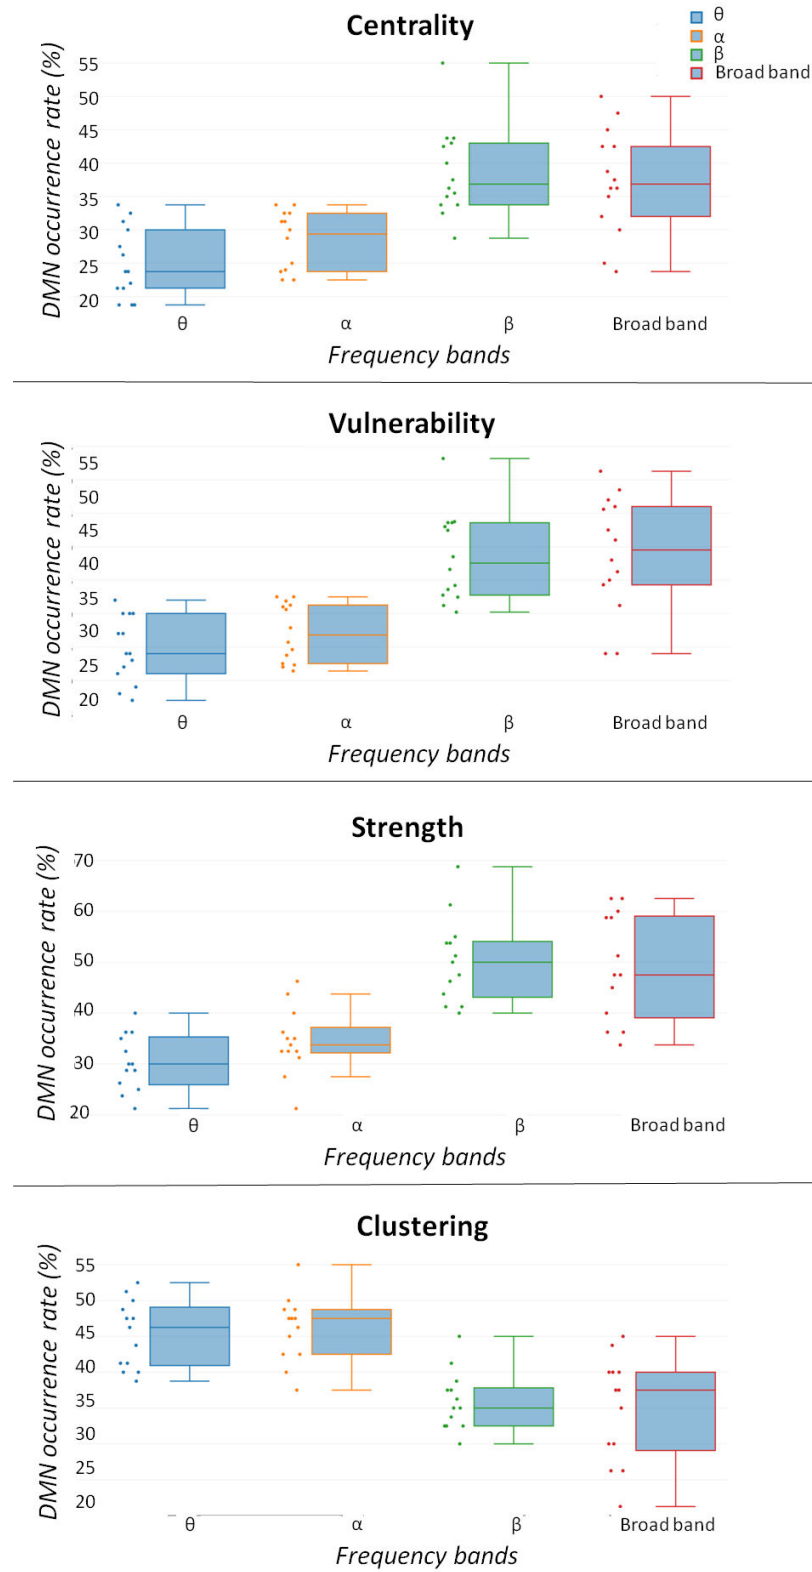 Centrality
θ
α
β
Broad band
DMN occurrence rate (%)
55
50
45
40
35
30
25
20
θ α β Broad band
Frequency bands
Vulnerability
DMN occurrence rate (%)
55
50
45
40
35
30
25
20
θ α β Broad band
Frequency bands
Strength
DMN occurrence rate (%)
70
60
50
40
30
20
θ α β Broad band
Frequency bands
Clustering
DMN occurrence rate (%)
55
50
45
40
35
30
25
20
θ α β Broad band
Frequency bands